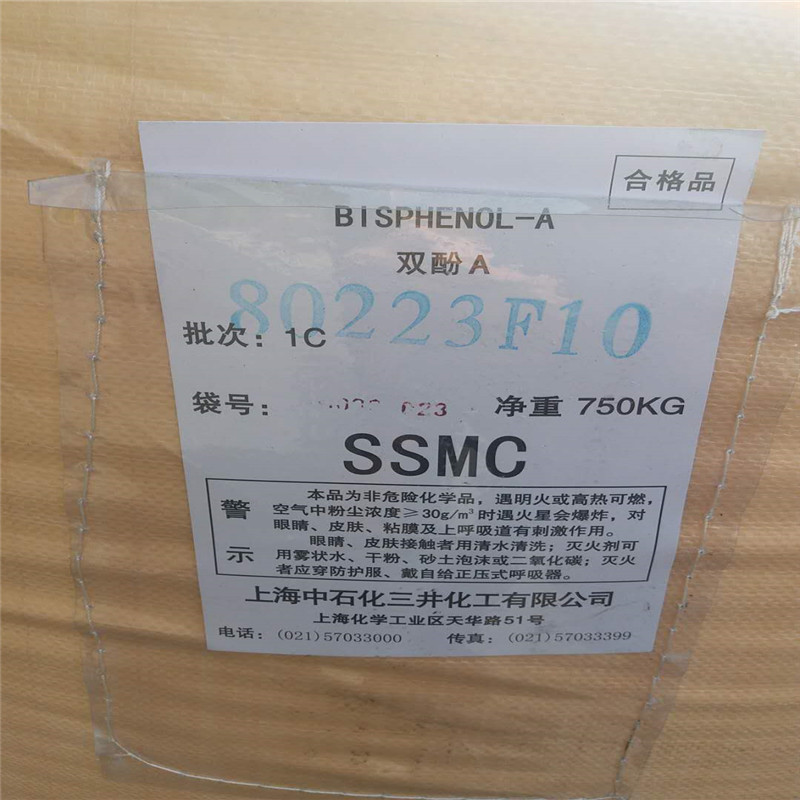 合格品
BISPHENOL-A
双酚A
80223F10
批次：1C
袋号： 023 净重 750KG
SSMC
警示
本品为非危险化学品，遇明火或高热可燃，
空气中粉尘浓度≥30g/m³时遇火星会爆炸，对
眼睛、皮肤、粘膜及上呼吸道有刺激作用。
眼睛、皮肤接触者用清水清洗；灭火剂可
用雾状水、干粉、砂土泡沫或二氧化碳；灭火
者应穿防护服、戴自给正压式呼吸器。
上海中石化三井化工有限公司
上海化学工业区天华路51号
电话：(021)57033000 传真：(021)57033399